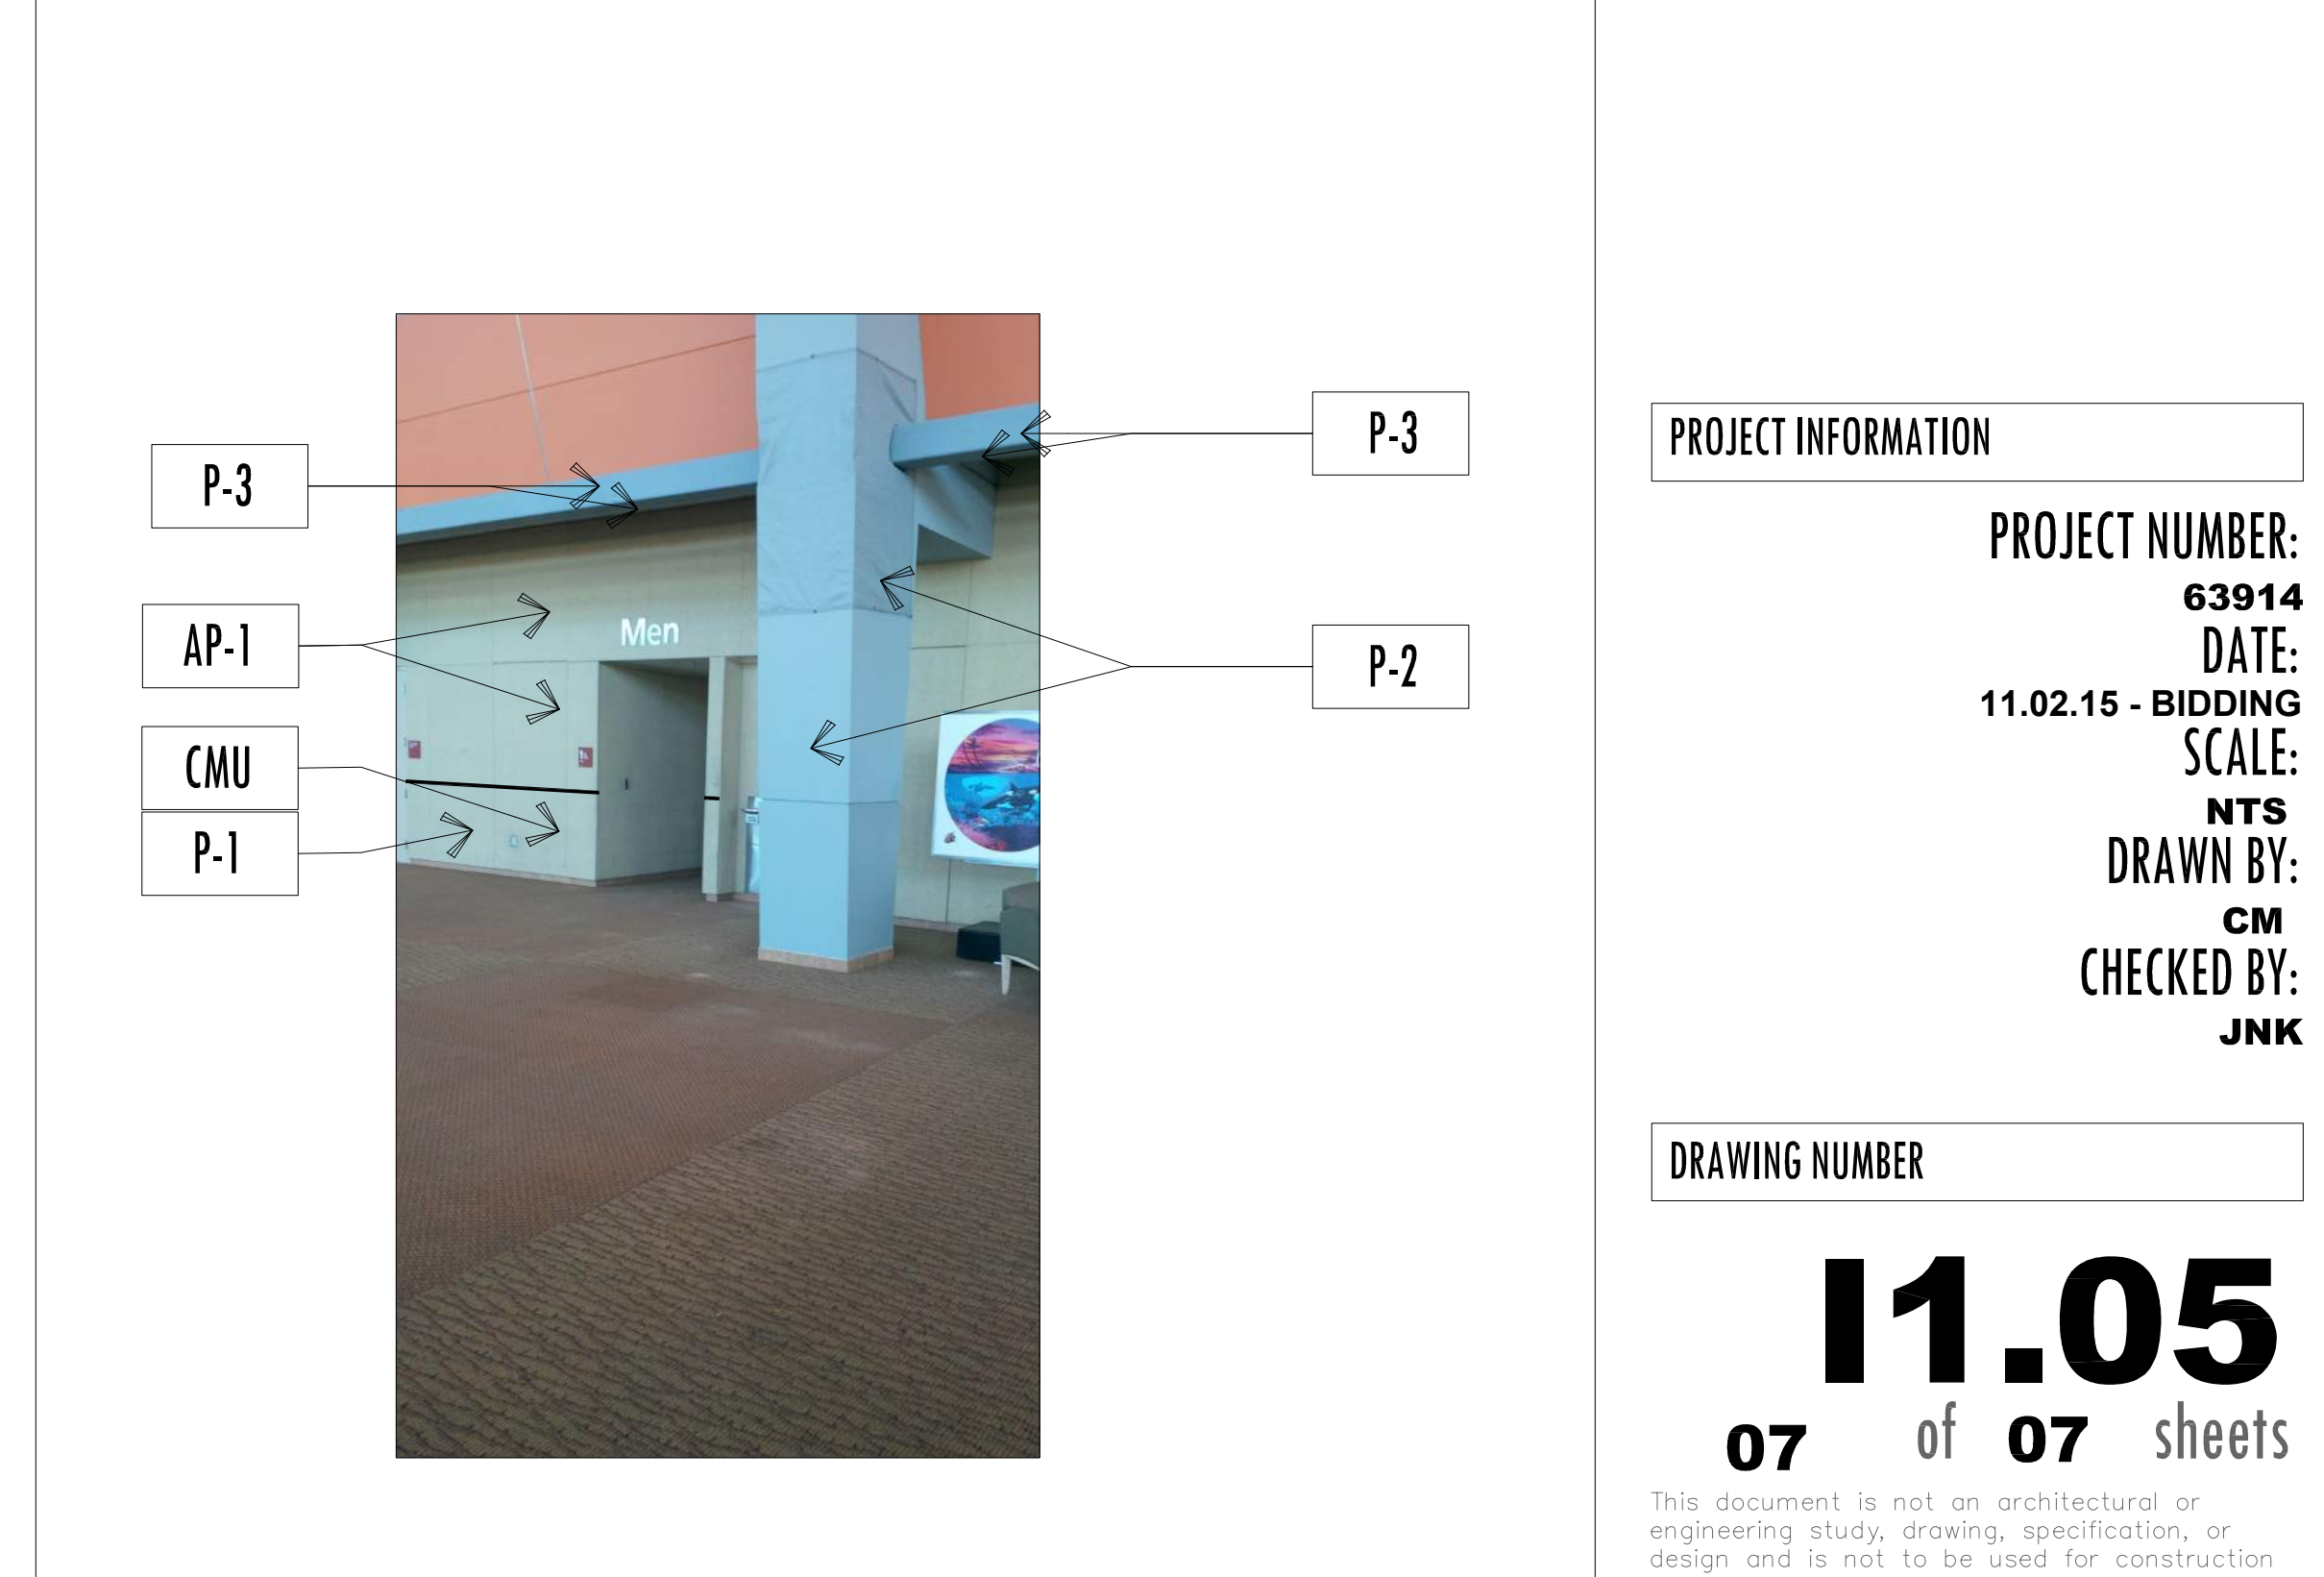 P-3
P-3
AP-1
Men
P-2
CMU
P-1
PROJECT INFORMATION
PROJECT NUMBER:
63914
DATE:
11.02.15 - BIDDING
SCALE:
NTS
DRAWN BY:
CM
CHECKED BY:
JNK
DRAWING NUMBER
I1.05
07 of 07 sheets
This document is not an architectural or
engineering study, drawing, specification, or
design and is not to be used for construction